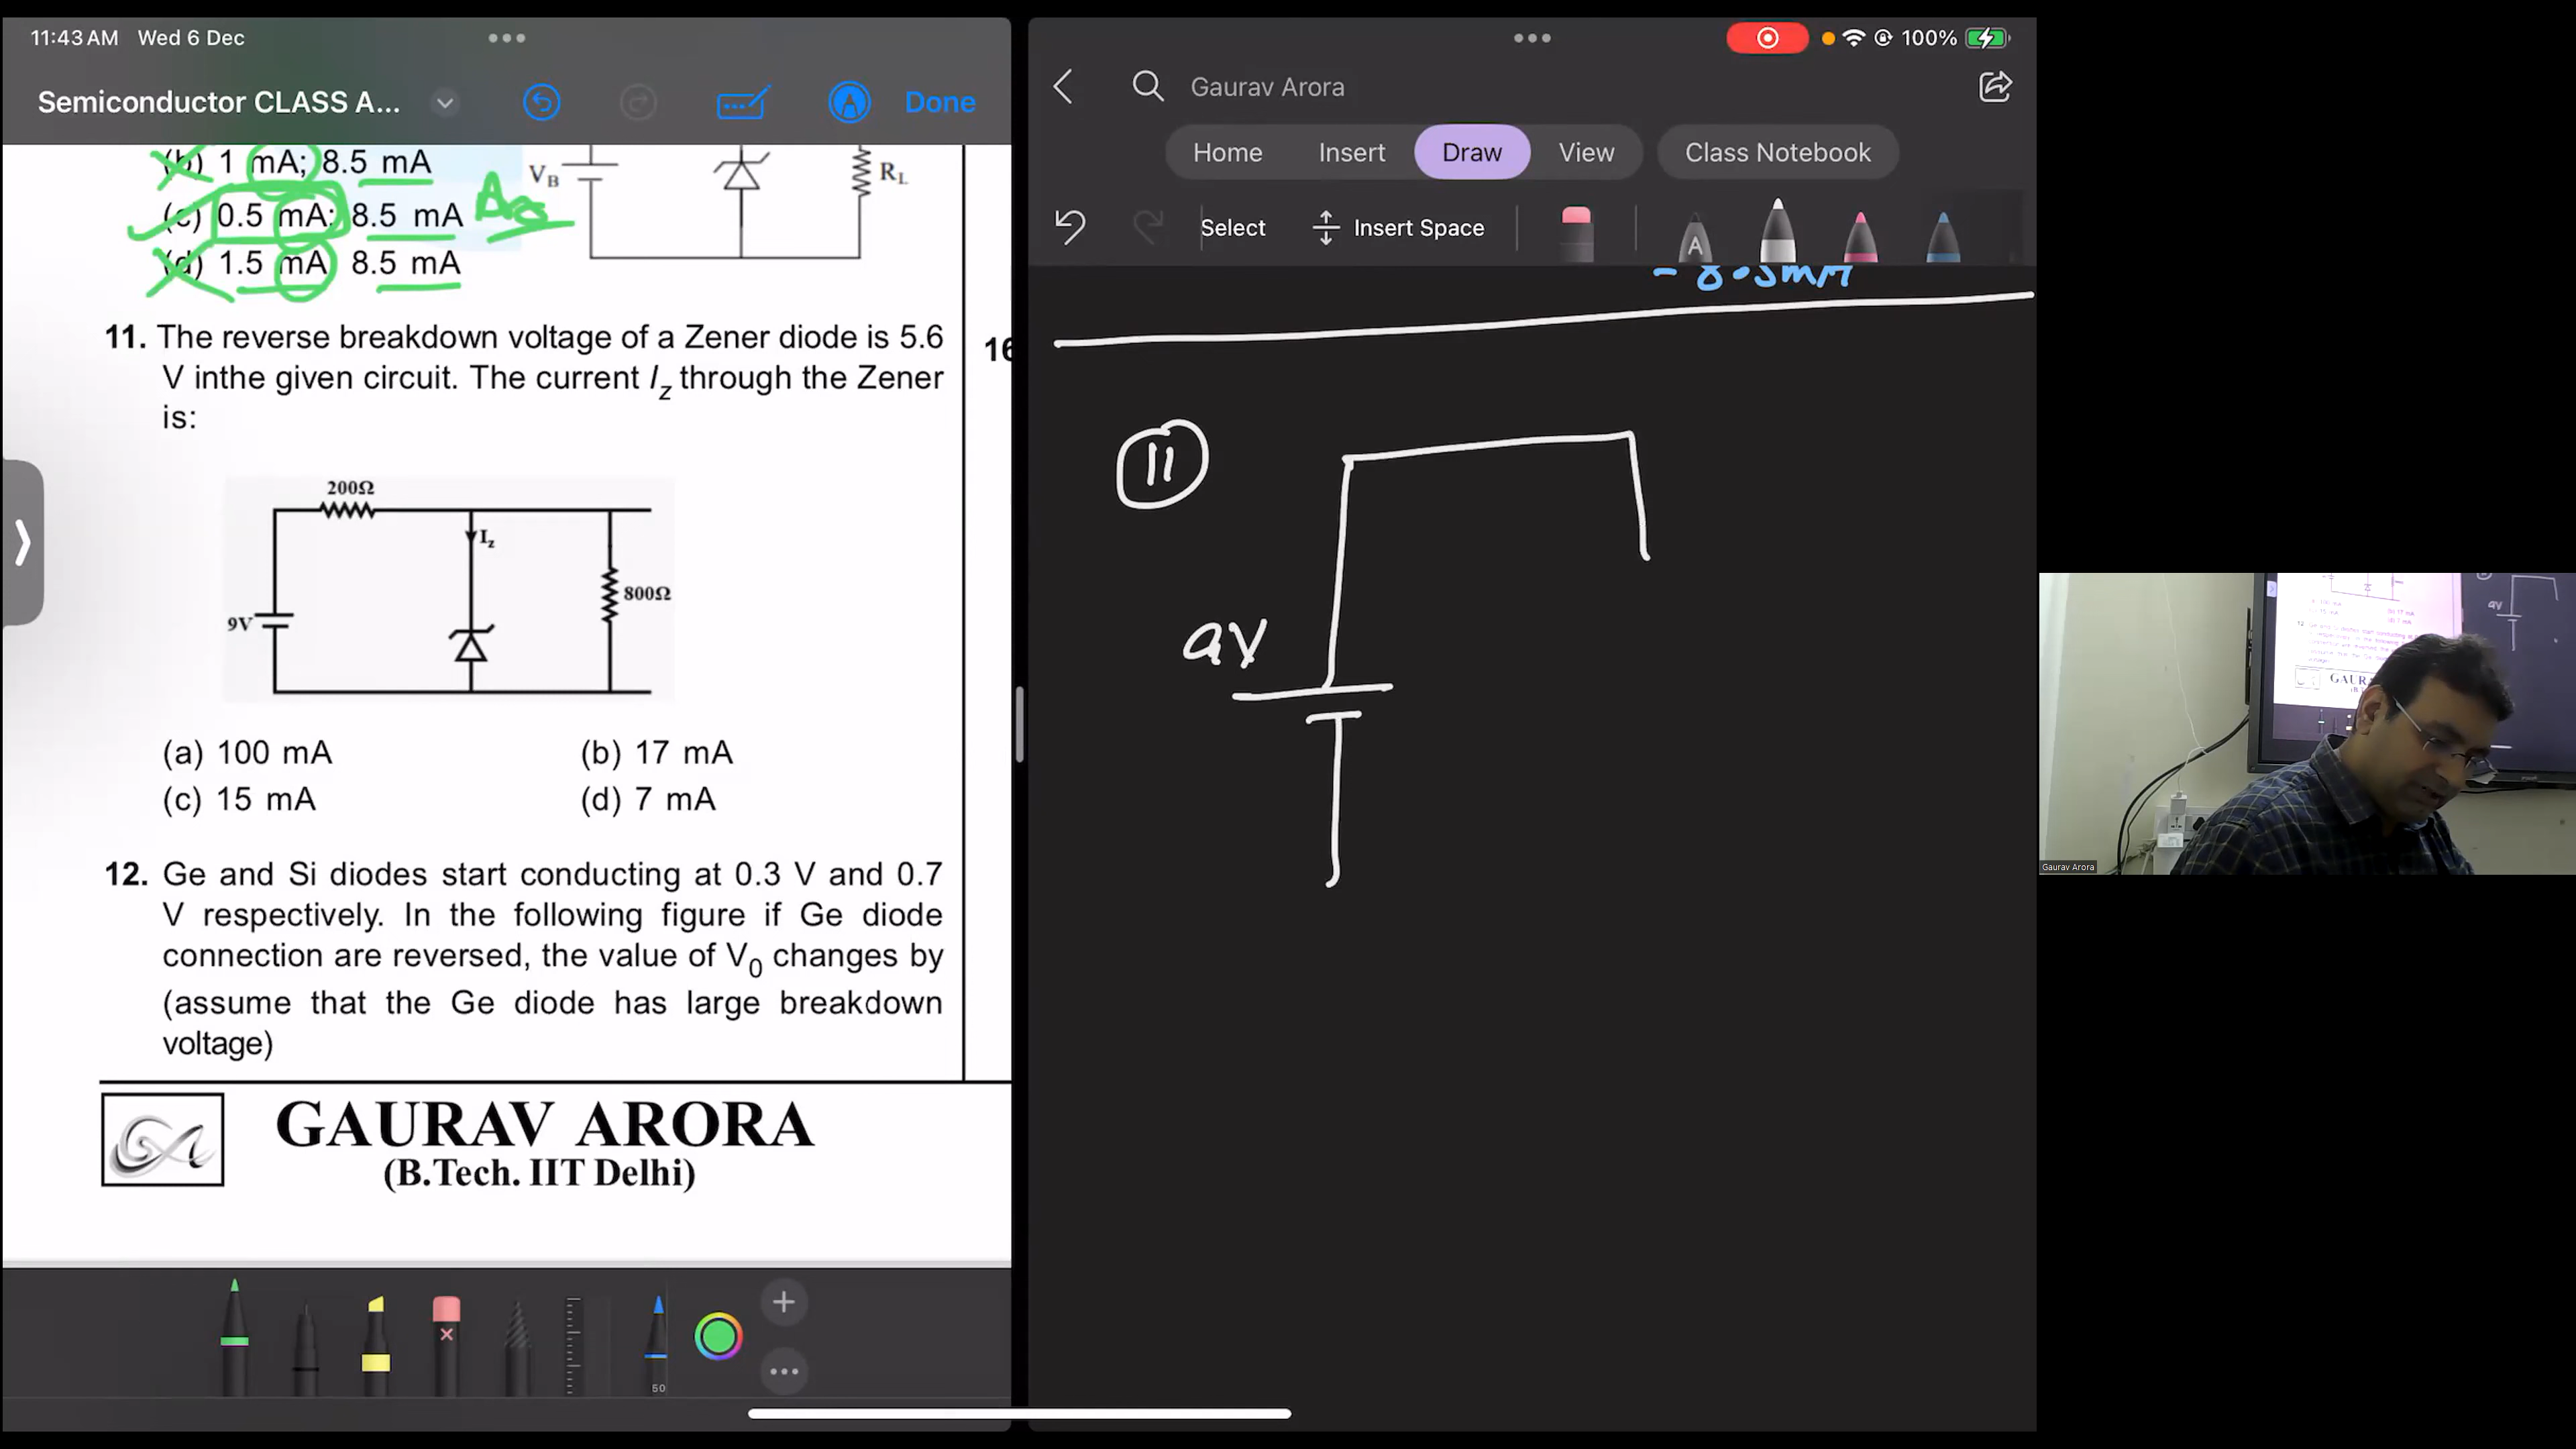 11:43 AM Wed 6 Dec
Semiconductor CLASS A...
Done
(b) 1 mA; 8.5 mA
(c) 0.5 mA; 8.5 mA
(d) 1.5 mA 8.5 mA
VB
RL
11. The reverse breakdown voltage of a Zener diode is 5.6
V inthe given circuit. The current Iz through the Zener
is:
200Ω
Iz
800Ω
9V
(a) 100 mA
(b) 17 mA
(c) 15 mA
(d) 7 mA
12. Ge and Si diodes start conducting at 0.3 V and 0.7
V respectively. In the following figure if Ge diode
connection are reversed, the value of V0 changes by
(assume that the Ge diode has large breakdown
voltage)
GAURAV ARORA
(B.Tech. IIT Delhi)
50
16
100%
Gaurav Arora
Home Insert Draw View Class Notebook
Select Insert Space
A
= 8.5mA
11
9V
Gaurav Arora